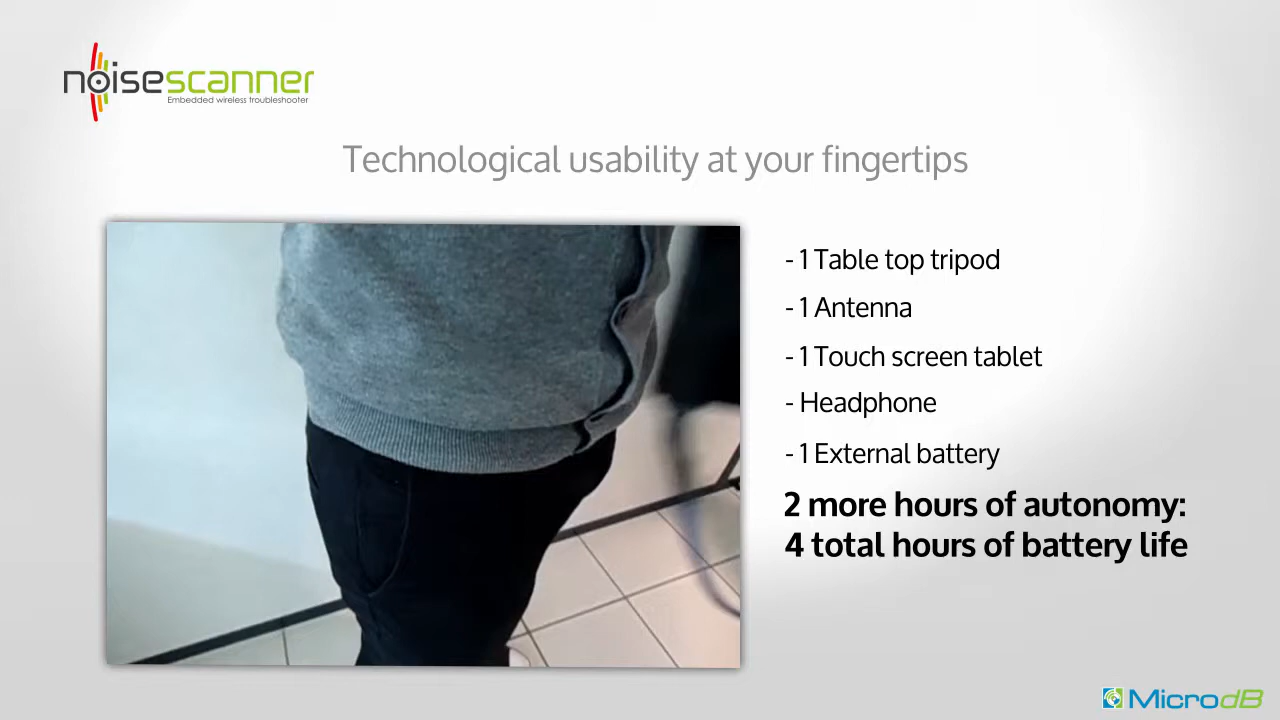 noisescanner
Embedded wireless troubleshooter
Technological usability at your fingertips
- 1 Table top tripod
- 1 Antenna
- 1 Touch screen tablet
- Headphone
- 1 External battery
2 more hours of autonomy:
4 total hours of battery life
MicrodB